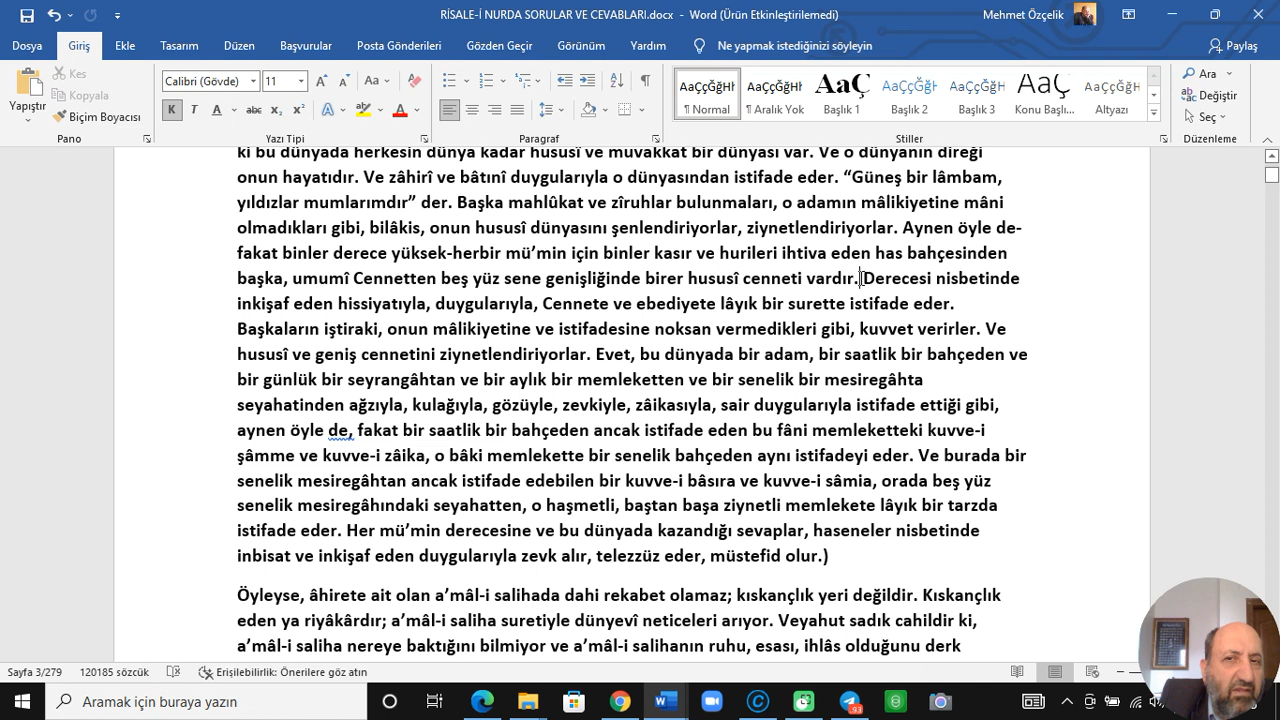 RİSALE-İ NURDA SORULAR VE CEVABLARI.docx - Word (Ürün Etkinleştirilemedi)
Mehmet Özçelik
Dosya Giriş Ekle Tasarım Düzen Başvurular Posta Gönderileri Gözden Geçir Görünüm Yardım Ne yapmak istediğinizi söyleyin Paylaş
Yapıştır
Kes
Kopyala
Biçim Boyacısı
Calibri (Gövde) 11
AaÇçĞğHł AaÇçĞğHł AaÇ AaÇçĞğł AaÇçĞğH AaÇç AaÇçĞğH
¶ Normal ¶ Aralık Yok Başlık 1 Başlık 2 Başlık 3 Konu Başlı... Altyazı
Ara
Değiştir
Seç
Pano Yazı Tipi Paragraf Stiller Düzenleme
ki bu dünyada herkesin dünya kadar hususî ve muvakkat bir dünyası var. Ve o dünyanın direği
onun hayatıdır. Ve zâhirî ve bâtınî duygularıyla o dünyasından istifade eder. “Güneş bir lâmbam,
yıldızlar mumlarımdır” der. Başka mahlûkat ve zîruhlar bulunmaları, o adamın mâlikiyetine mâni
olmadıkları gibi, bilâkis, onun hususî dünyasını şenlendiriyorlar, ziynetlendiriyorlar. Aynen öyle de-
fakat binler derece yüksek-herbir mü’min için binler kasır ve hurileri ihtiva eden has bahçesinden
başka, umumî Cennetten beş yüz sene genişliğinde birer hususî cenneti vardır. Derecesi nisbetinde
inkişaf eden hissiyatıyla, duygularıyla, Cennete ve ebediyete lâyık bir surette istifade eder.
Başkaların iştiraki, onun mâlikiyetine ve istifadesine noksan vermedikleri gibi, kuvvet verirler. Ve
hususî ve geniş cennetini ziynetlendiriyorlar. Evet, bu dünyada bir adam, bir saatlik bir bahçeden ve
bir günlük bir seyrangâhtan ve bir aylık bir memleketten ve bir senelik bir mesiregâhta
seyahatinden ağzıyla, kulağıyla, gözüyle, zevkiyle, zâikasıyla, sair duygularıyla istifade ettiği gibi,
aynen öyle de, fakat bir saatlik bir bahçeden ancak istifade eden bu fâni memleketteki kuvve-i
şâmme ve kuvve-i zâika, o bâki memlekette bir senelik bahçeden aynı istifadeyi eder. Ve burada bir
senelik mesiregâhtan ancak istifade edebilen bir kuvve-i bâsıra ve kuvve-i sâmia, orada beş yüz
senelik mesiregâhındaki seyahatten, o haşmetli, baştan başa ziynetli memlekete lâyık bir tarzda
istifade eder. Her mü’min derecesine ve bu dünyada kazandığı sevaplar, haseneler nisbetinde
inbisat ve inkişaf eden duygularıyla zevk alır, telezzüz eder, müstefid olur.)
Öyleyse, âhirete ait olan a’mâl-i salihada dahi rekabet olamaz; kıskançlık yeri değildir. Kıskançlık
eden ya riyâkârdır; a’mâl-i saliha suretiyle dünyevî neticeleri arıyor. Veyahut sadık cahildir ki,
a’mâl-i saliha nereye baktığını bilmiyor ve a’mâl-i salihanın ruhu, esası, ihlâs olduğunu derk
Sayfa 3/279 120185 sözcük Erişilebilirlik: Önerilere göz atın
Aramak için buraya yazın
93